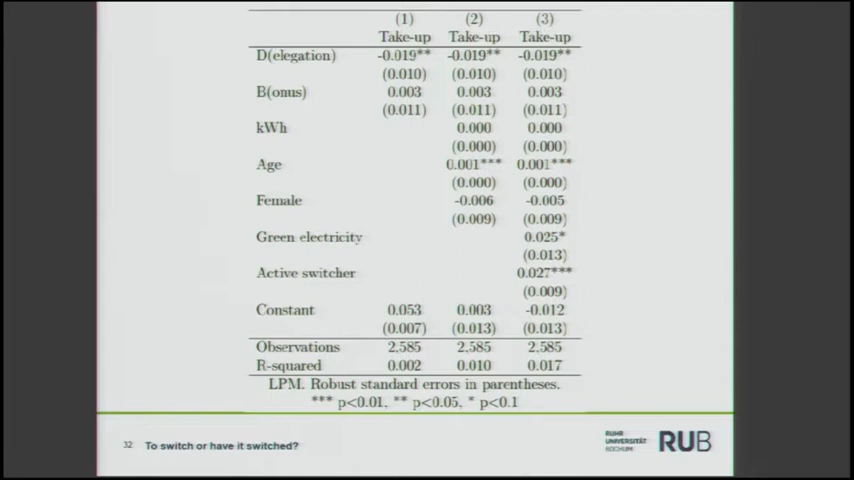 (1) (2) (3)
Take-up Take-up Take-up
D(elegation) -0.019** -0.019** -0.019**
(0.010) (0.010) (0.010)
B(onus) 0.003 0.003 0.003
(0.011) (0.011) (0.011)
kWh 0.000 0.000
(0.000) (0.000)
Age 0.001*** 0.001***
(0.000) (0.000)
Female -0.006 -0.005
(0.009) (0.009)
Green electricity 0.025*
(0.013)
Active switcher 0.027***
(0.009)
Constant 0.053 0.003 -0.012
(0.007) (0.013) (0.013)
Observations 2,585 2,585 2,585
R-squared 0.002 0.010 0.017
LPM. Robust standard errors in parentheses.
*** p<0.01, ** p<0.05, * p<0.1
32 To switch or have it switched?
RUHR
UNIVERSITÄT
BOCHUM
RUB